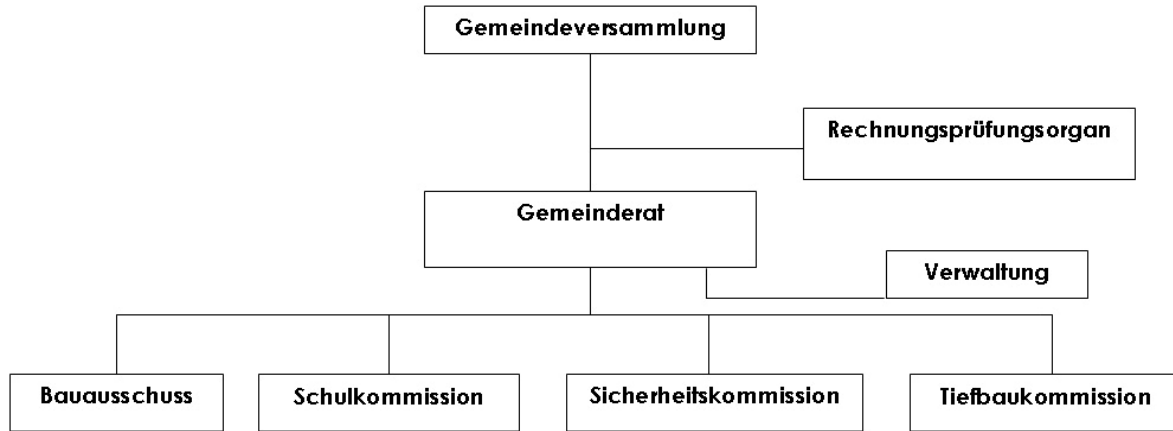 Gemeindeversammlung
Rechnungsprüfungsorgan
Gemeinderat
Verwaltung
Bauausschuss
Schulkommission
Sicherheitskommission
Tiefbaukommission